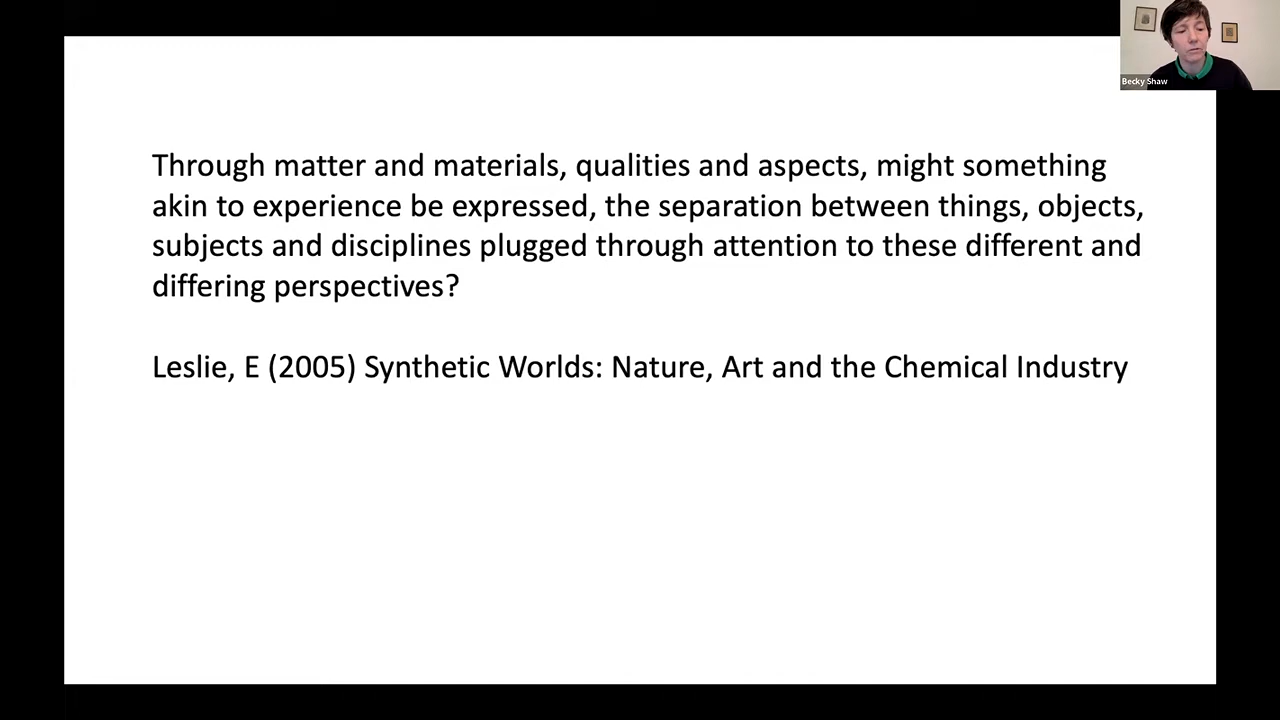 Becky Shaw
Through matter and materials, qualities and aspects, might something
akin to experience be expressed, the separation between things, objects,
subjects and disciplines plugged through attention to these different and
differing perspectives?
Leslie, E (2005) Synthetic Worlds: Nature, Art and the Chemical Industry